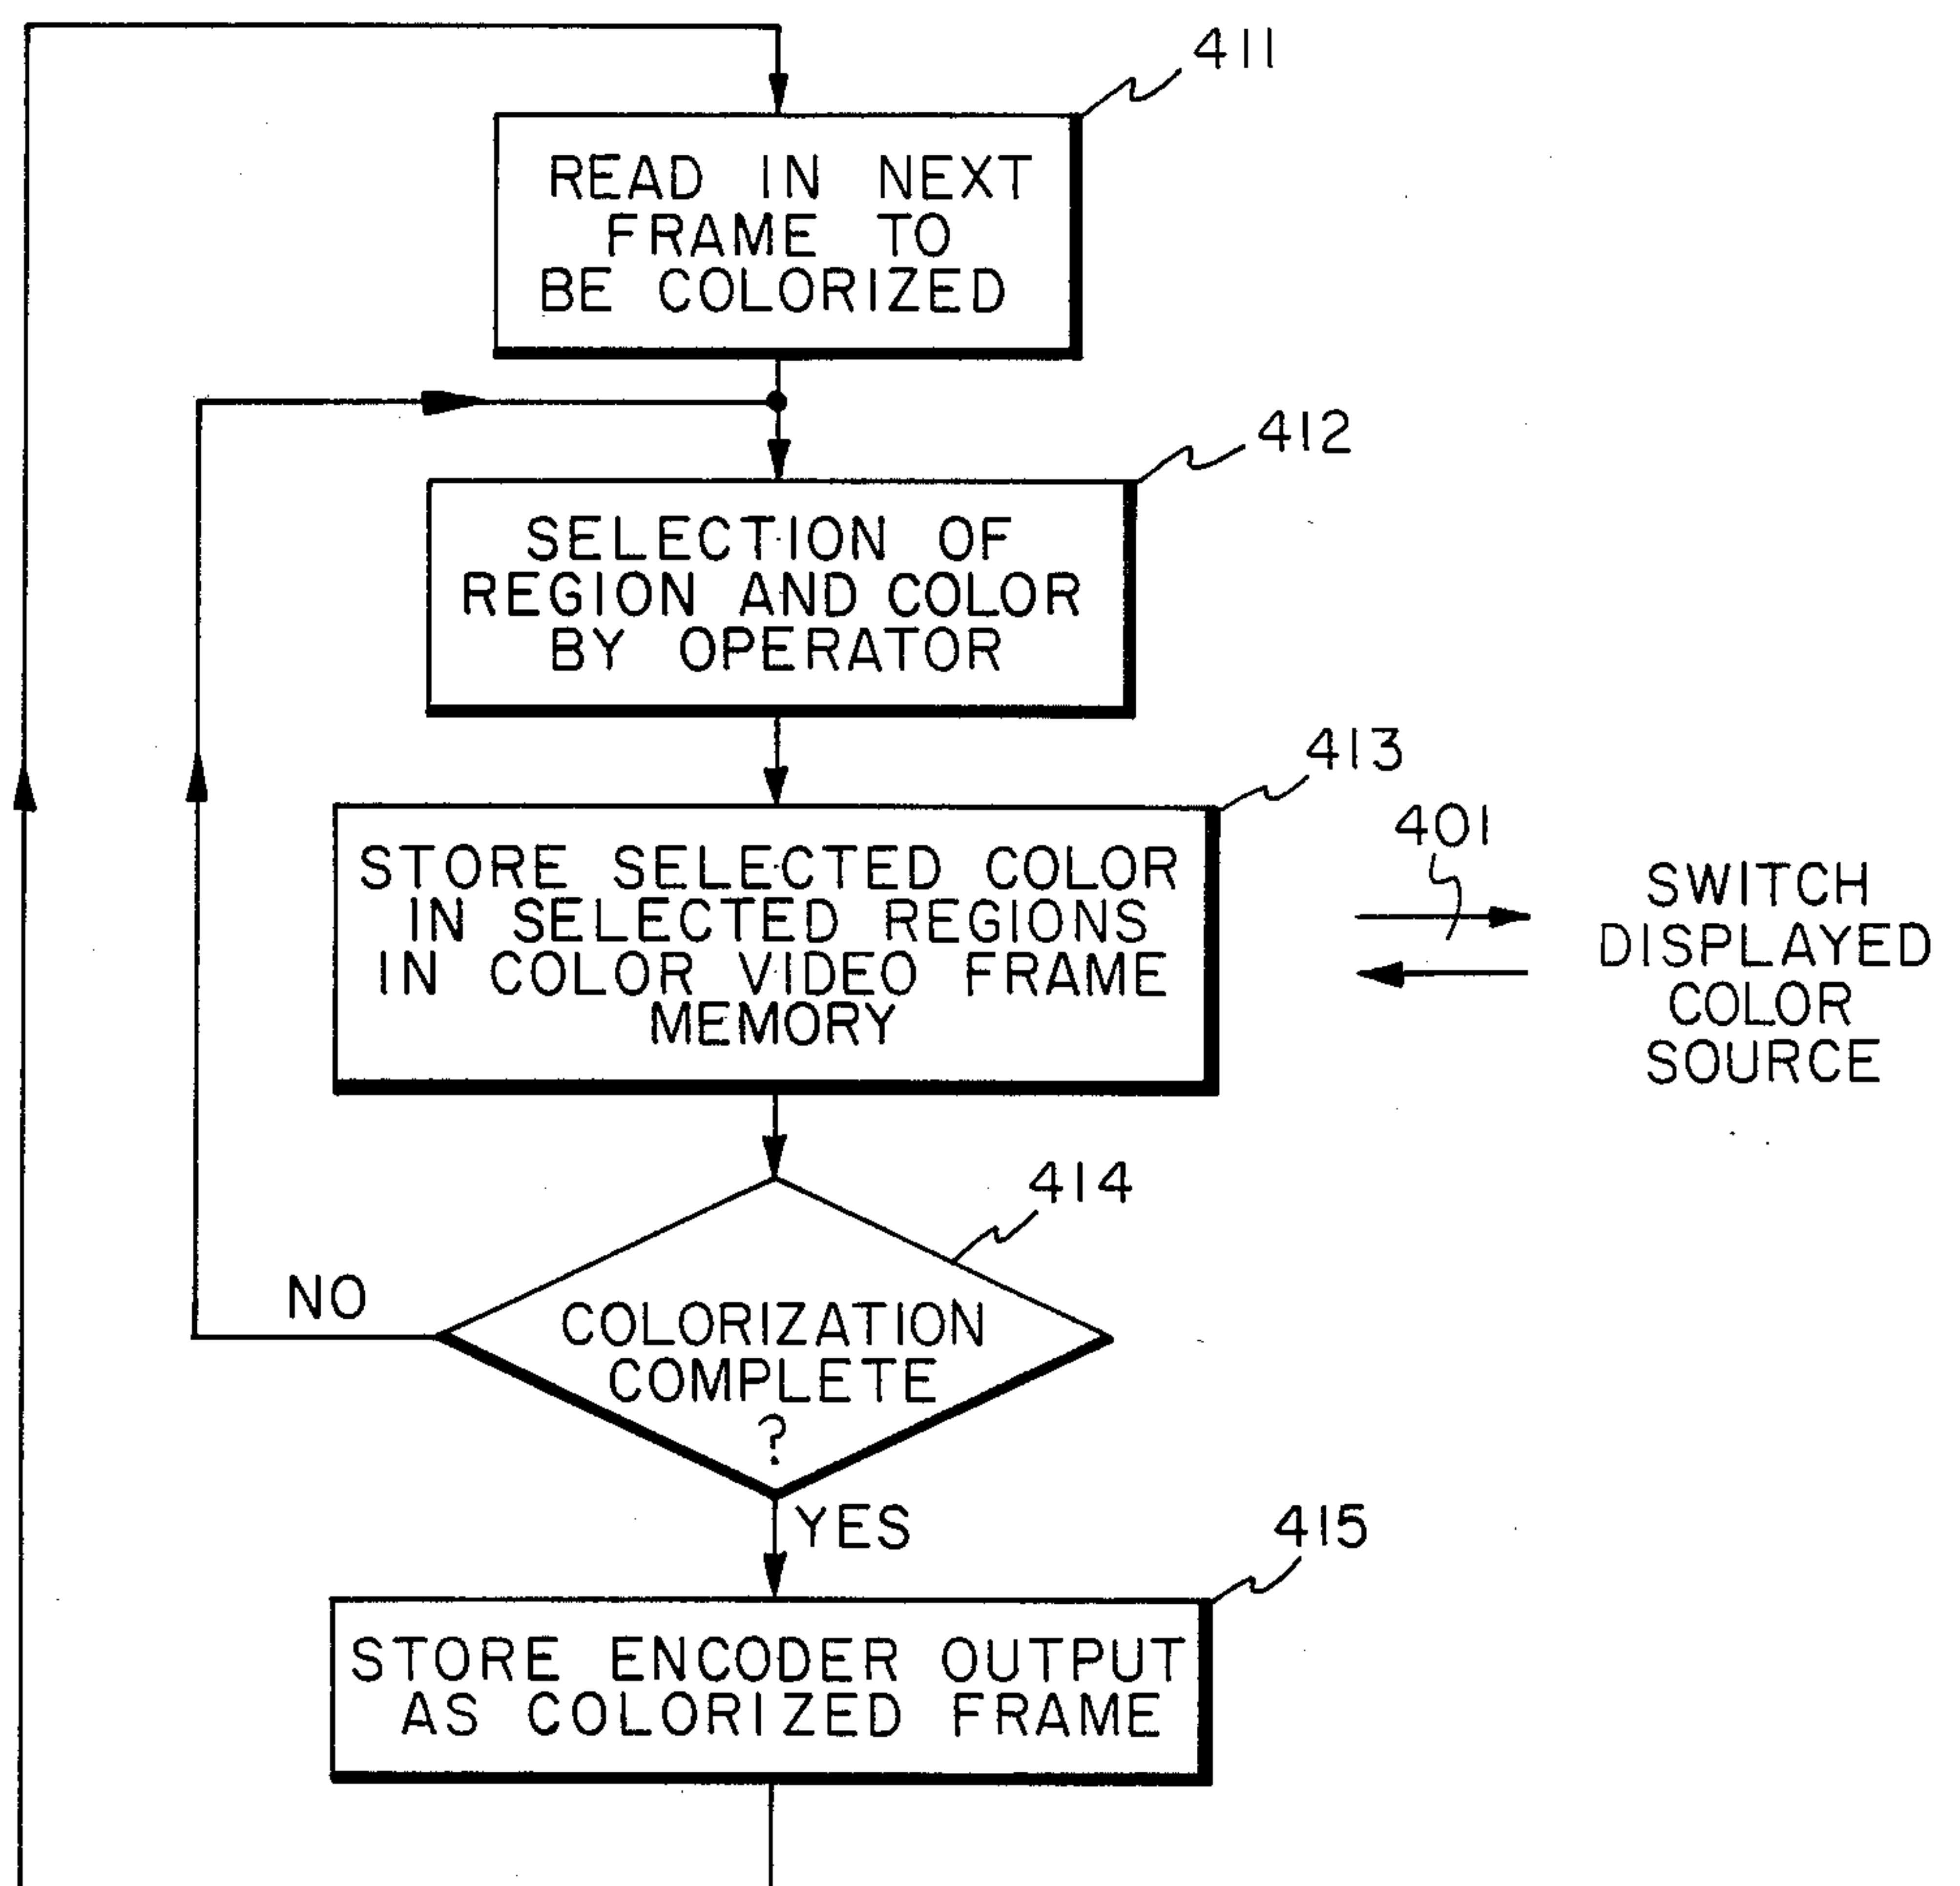 411
READ IN NEXT
FRAME TO
BE COLORIZED
412
SELECTION OF
REGION AND COLOR
BY OPERATOR
413
STORE SELECTED COLOR
IN SELECTED REGIONS
IN COLOR VIDEO FRAME
MEMORY
401
SWITCH
DISPLAYED
COLOR
SOURCE
414
NO
COLORIZATION
COMPLETE
?
YES
415
STORE ENCODER OUTPUT
AS COLORIZED FRAME